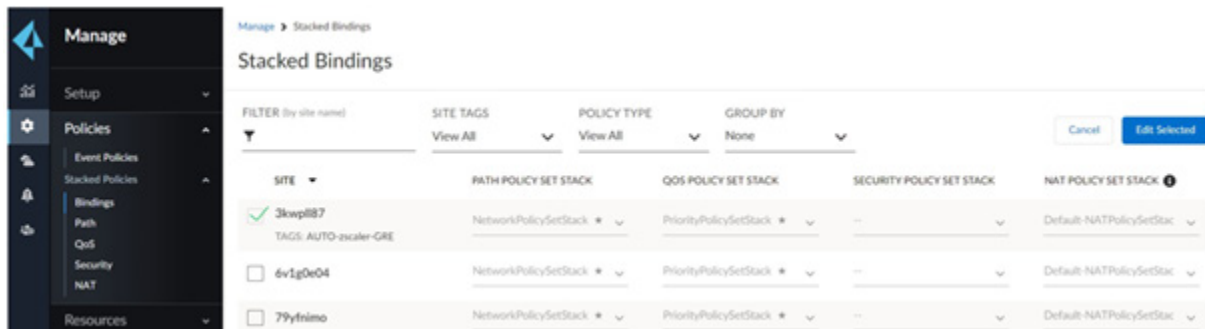 Manage
Setup
Policies
Event Policies
Stacked Policies
Bindings
Path
QoS
Security
NAT
Resources
Manage > Stacked Bindings
Stacked Bindings
FILTER (by site name)
SITE TAGS
View All
POLICY TYPE
View All
GROUP BY
None
Cancel
Edit Selected
SITE
PATH POLICY SET STACK
QOS POLICY SET STACK
SECURITY POLICY SET STACK
NAT POLICY SET STACK
3kwpll87
TAGS: AUTO-zscaler-GRE
NetworkPolicySetStack *
PriorityPolicySetStack *
--
Default-NATPolicySetStac
6v1g0e04
NetworkPolicySetStack *
PriorityPolicySetStack *
--
Default-NATPolicySetStac
79yfnimo
NetworkPolicySetStack *
PriorityPolicySetStack *
--
Default-NATPolicySetStac